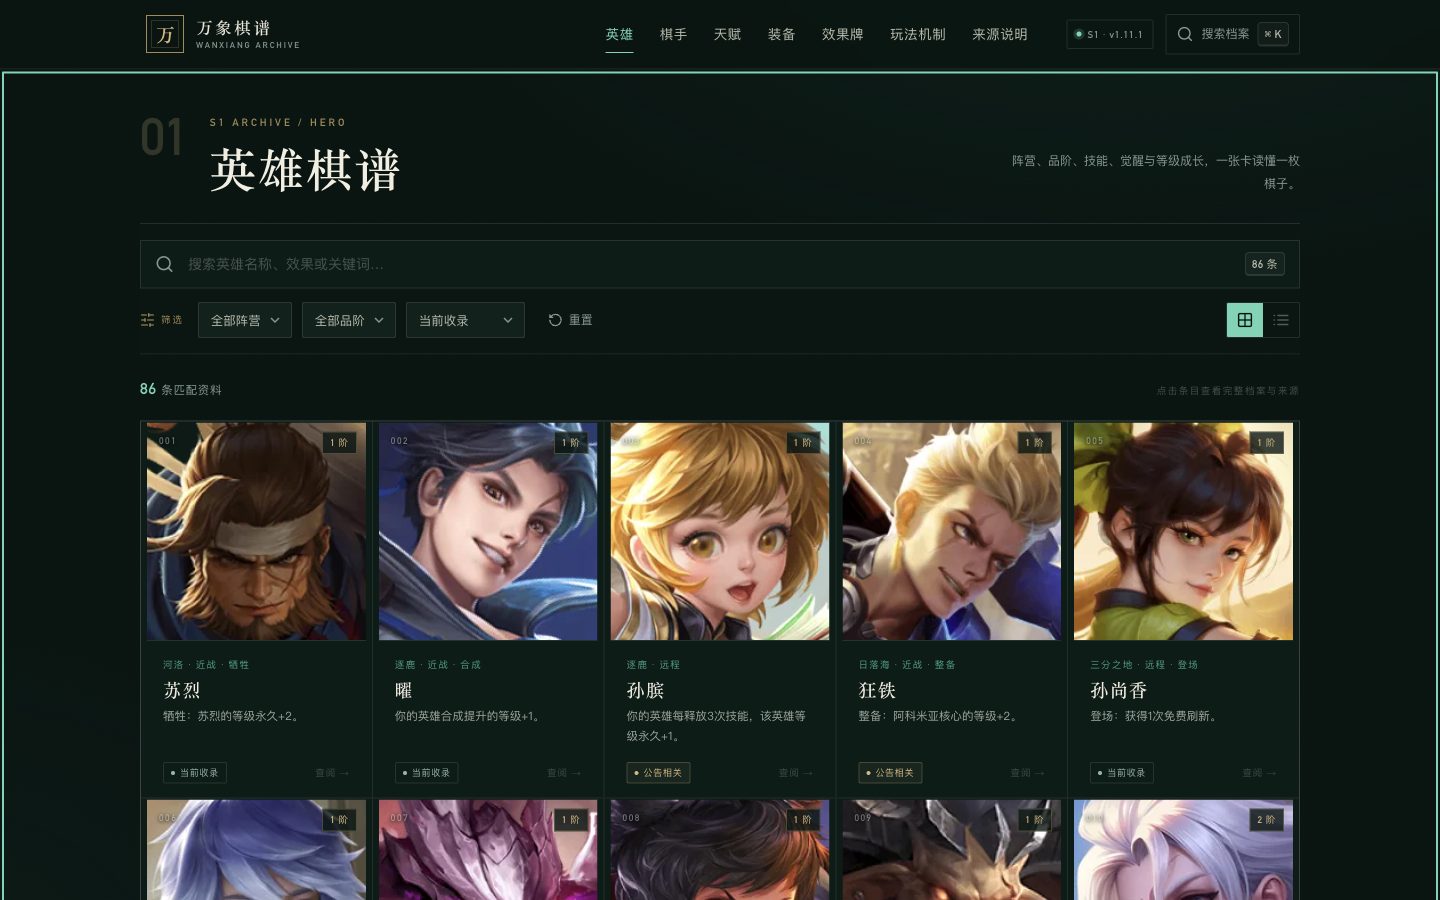 万
万象棋谱
WANXIANG ARCHIVE
英雄
棋手
天赋
装备
效果牌
玩法机制
来源说明
S1 · v1.11.1
搜索档案
⌘ K
01
S1 ARCHIVE / HERO
英雄棋谱
阵营、品阶、技能、觉醒与等级成长，一张卡读懂一枚
棋子。
搜索英雄名称、效果或关键词…
86 条
筛选
全部阵营
全部品阶
当前收录
重置
86 条匹配资料
点击条目查看完整档案与来源
001
1 阶
河洛 · 近战 · 牺牲
苏烈
牺牲：苏烈的等级永久+2。
当前收录
查阅 →
002
1 阶
逐鹿 · 近战 · 合成
曜
你的英雄合成提升的等级+1。
当前收录
查阅 →
003
1 阶
逐鹿 · 远程
孙膑
你的英雄每释放3次技能，该英雄等
级永久+1。
公告相关
查阅 →
004
1 阶
日落海 · 近战 · 整备
狂铁
整备：阿科米亚核心的等级+2。
公告相关
查阅 →
005
1 阶
三分之地 · 远程 · 登场
孙尚香
登场：获得1次免费刷新。
当前收录
查阅 →
006
1 阶
007
1 阶
008
1 阶
009
1 阶
010
2 阶